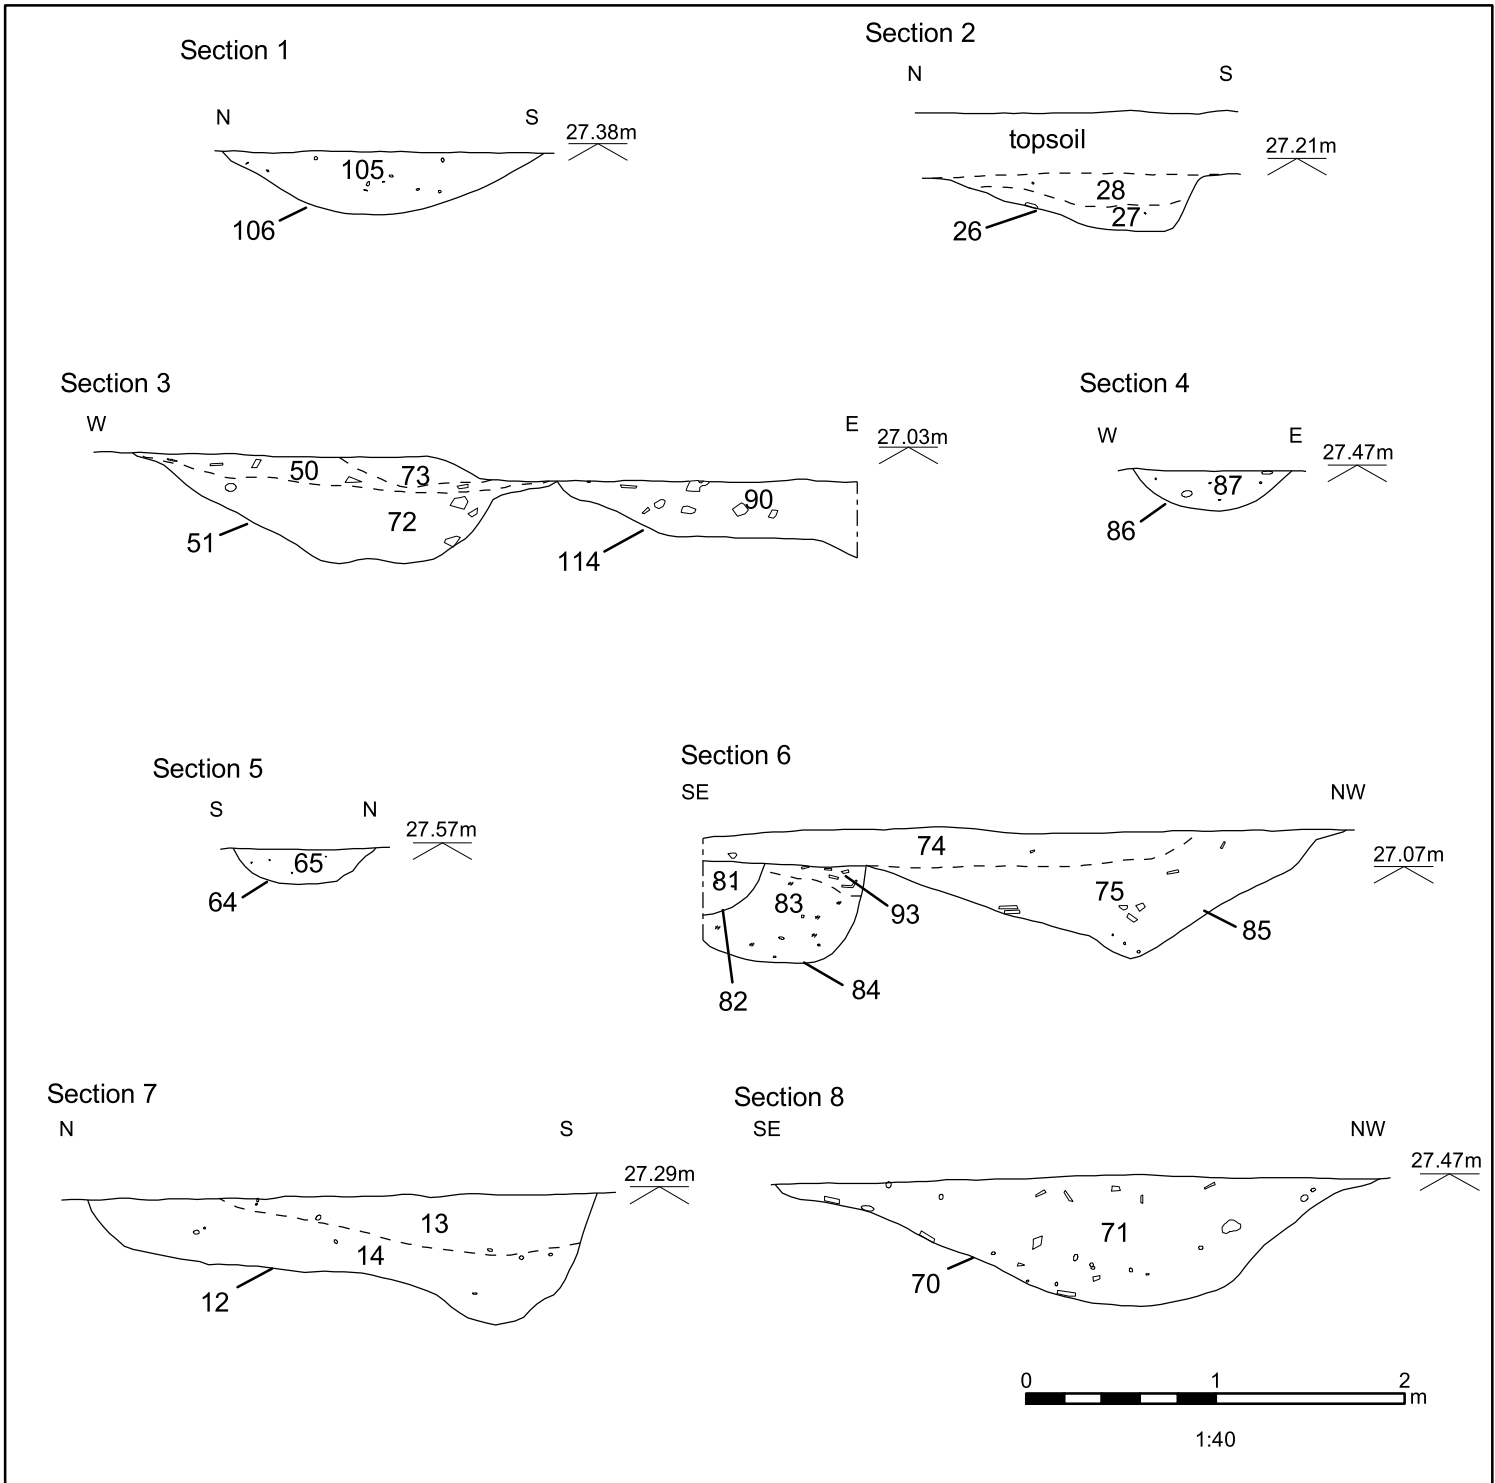 Section 1
N S
27.38m
105
106
Section 2
N S
topsoil
27.21m
28
27
26
Section 3
W E
27.03m
50 73
72
90
51
114
Section 4
W E
27.47m
87
86
Section 5
S N
27.57m
65
64
Section 6
SE NW
74
27.07m
81
83
75
93
85
84
82
Section 7
N S
27.29m
13
14
12
Section 8
SE NW
27.47m
71
70
0 1 2
m
1:40